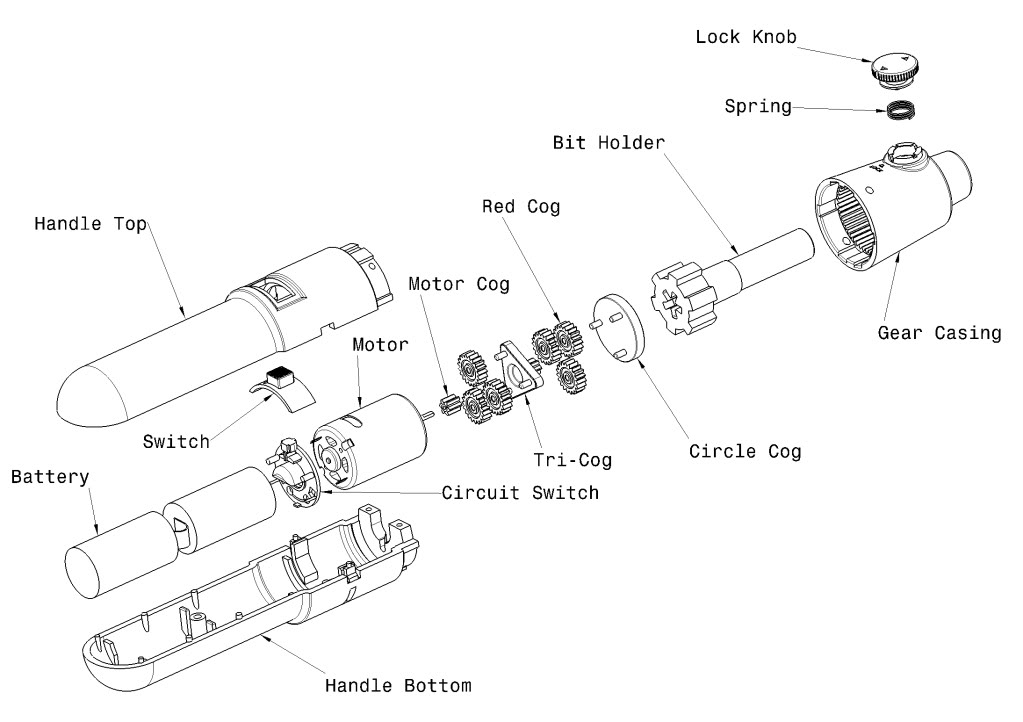 Lock Knob
Spring
Bit Holder
Red Cog
Handle Top
Motor Cog
Gear Casing
Motor
Switch
Circle Cog
Tri-Cog
Battery
Circuit Switch
Handle Bottom